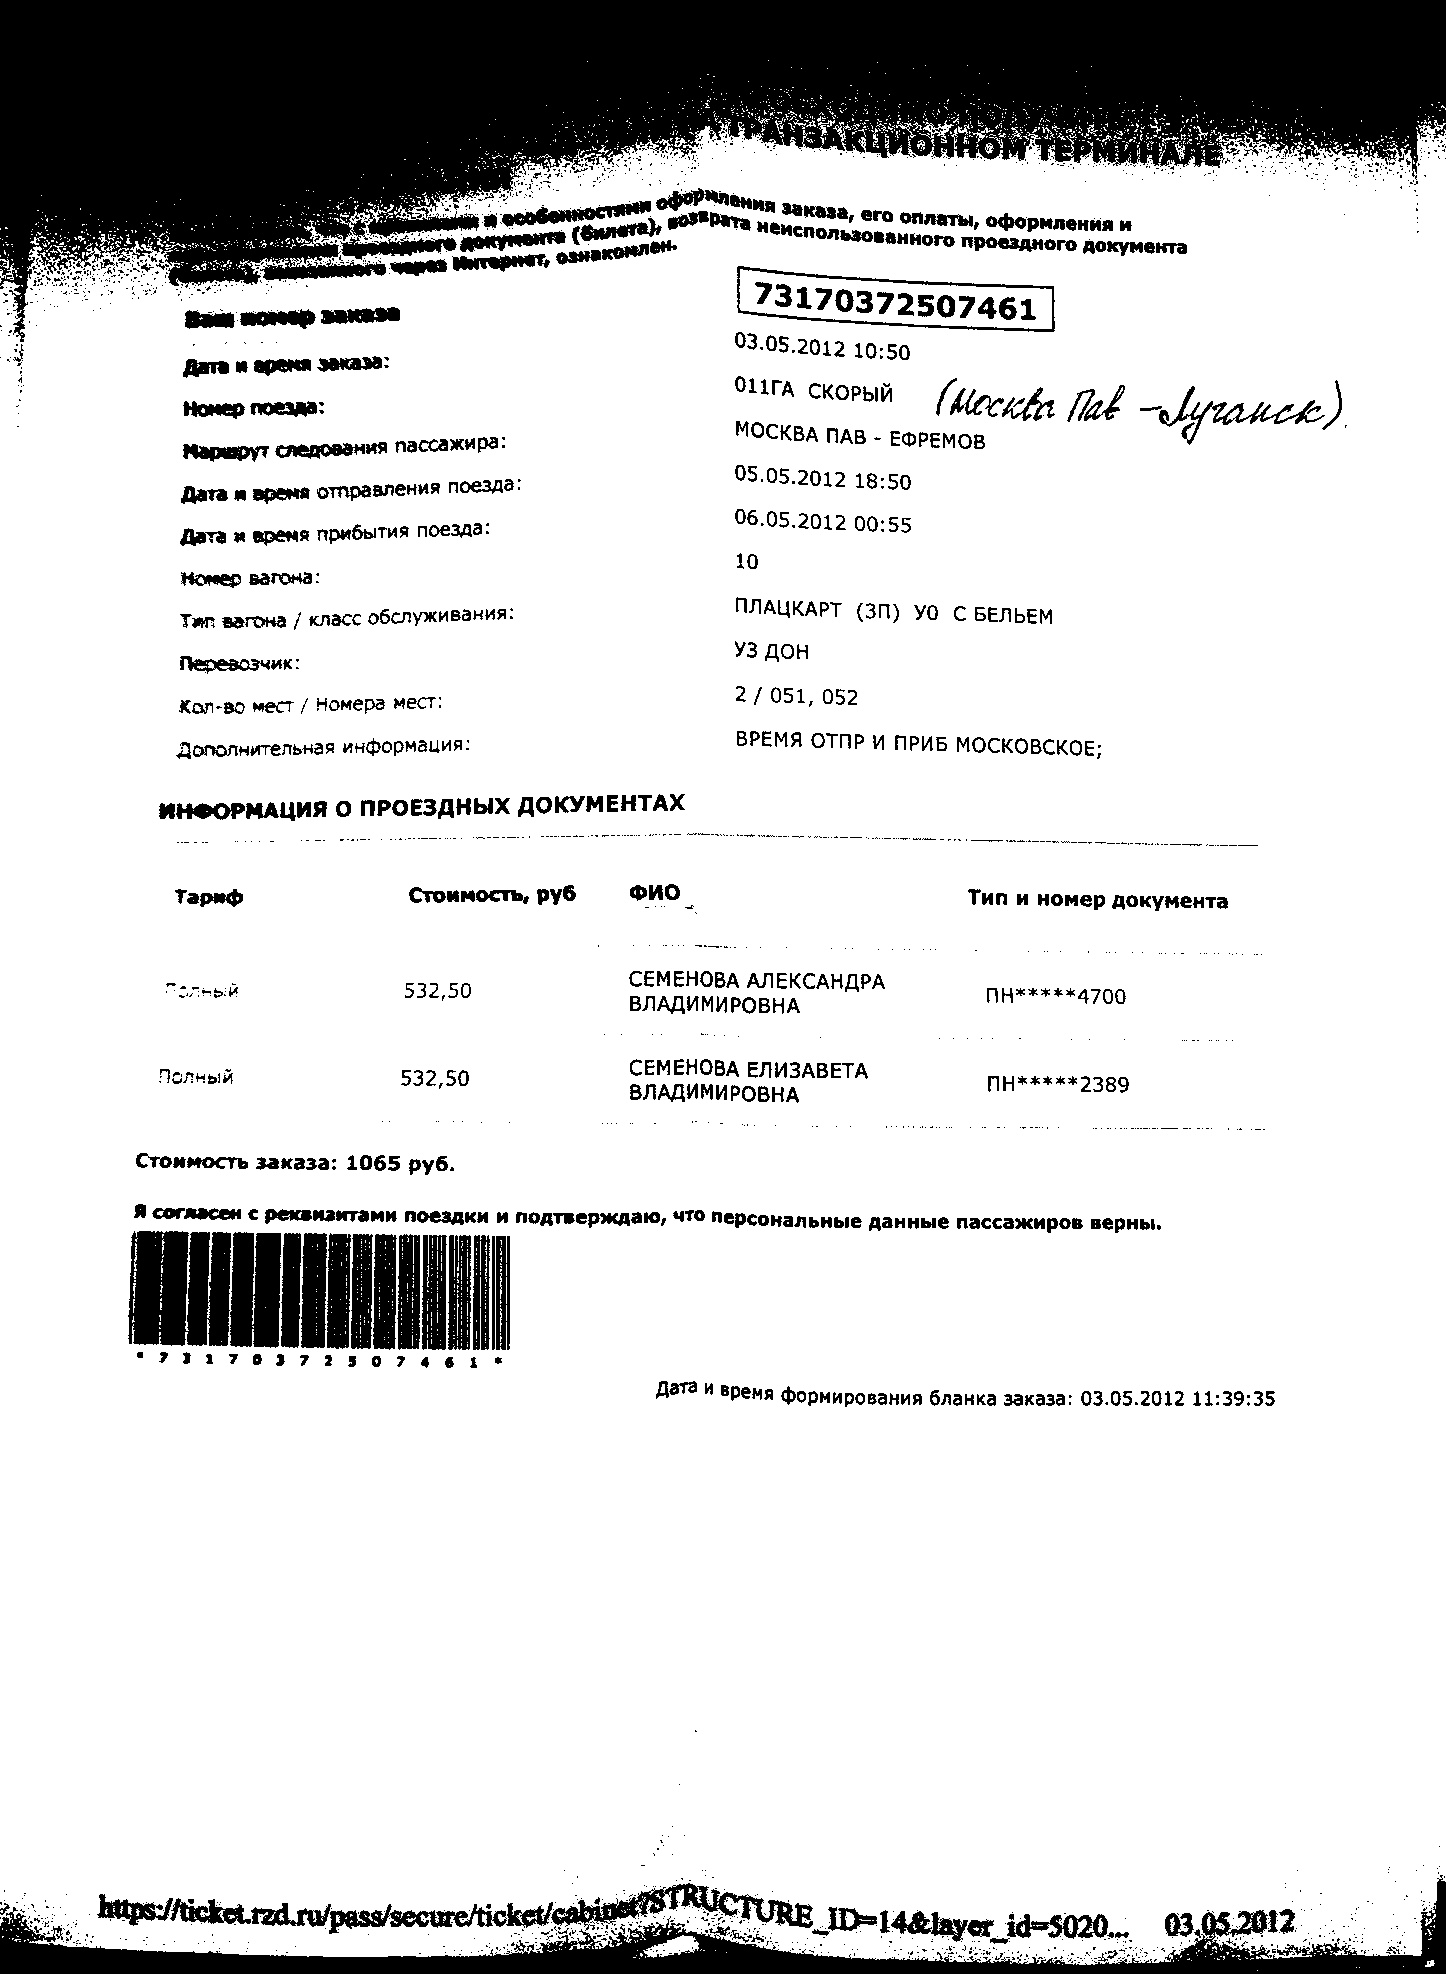 ТРАНЗАКЦИОННОМ ТЕРМИНАЛЕ
и особенностями оформления заказа, его оплаты, оформления и
проездного документа (билета), возврата неиспользованного проездного документа
через Интернет, ознакомлен.
Ваш номер заказа 73170372507461
Дата и время заказа: 03.05.2012 10:50
Номер поезда: 011ГА СКОРЫЙ (Москва Пав - Луганск)
Маршрут следования пассажира: МОСКВА ПАВ - ЕФРЕМОВ
Дата и время отправления поезда: 05.05.2012 18:50
Дата и время прибытия поезда: 06.05.2012 00:55
Номер вагона: 10
Тип вагона / класс обслуживания: ПЛАЦКАРТ (3П) У0 С БЕЛЬЕМ
Перевозчик: УЗ ДОН
Кол-во мест / Номера мест: 2 / 051, 052
Дополнительная информация: ВРЕМЯ ОТПР И ПРИБ МОСКОВСКОЕ;
ИНФОРМАЦИЯ О ПРОЕЗДНЫХ ДОКУМЕНТАХ
Тариф Стоимость, руб ФИО Тип и номер документа
Полный 532,50 СЕМЕНОВА АЛЕКСАНДРА ПН*****4700
ВЛАДИМИРОВНА
Полный 532,50 СЕМЕНОВА ЕЛИЗАВЕТА ПН*****2389
ВЛАДИМИРОВНА
Стоимость заказа: 1065 руб.
Я согласен с реквизитами поездки и подтверждаю, что персональные данные пассажиров верны.
*73170372507461*
Дата и время формирования бланка заказа: 03.05.2012 11:39:35
https://ticket.rzd.ru/pass/secure/ticket/cabinet?STRUCTURE_ID=14&layer_id=5020... 03.05.2012